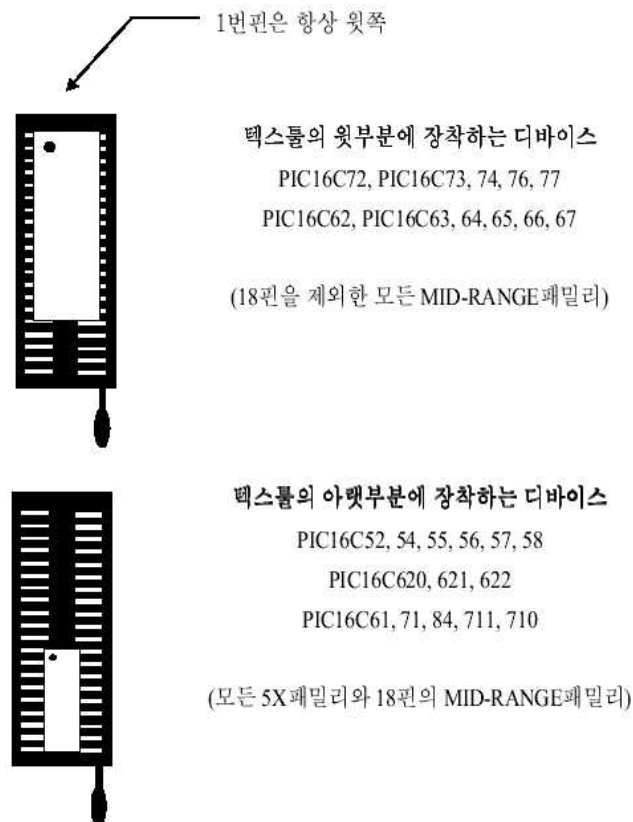 1번핀은 항상 윗쪽
텍스툴의 윗부분에 장착하는 디바이스
PIC16C72, PIC16C73, 74, 76, 77
PIC16C62, PIC16C63, 64, 65, 66, 67
(18핀을 제외한 모든 MID-RANGE패밀리)
텍스툴의 아랫부분에 장착하는 디바이스
PIC16C52, 54, 55, 56, 57, 58
PIC16C620, 621, 622
PIC16C61, 71, 84, 711, 710
(모든 5X패밀리와 18핀의 MID-RANGE패밀리)